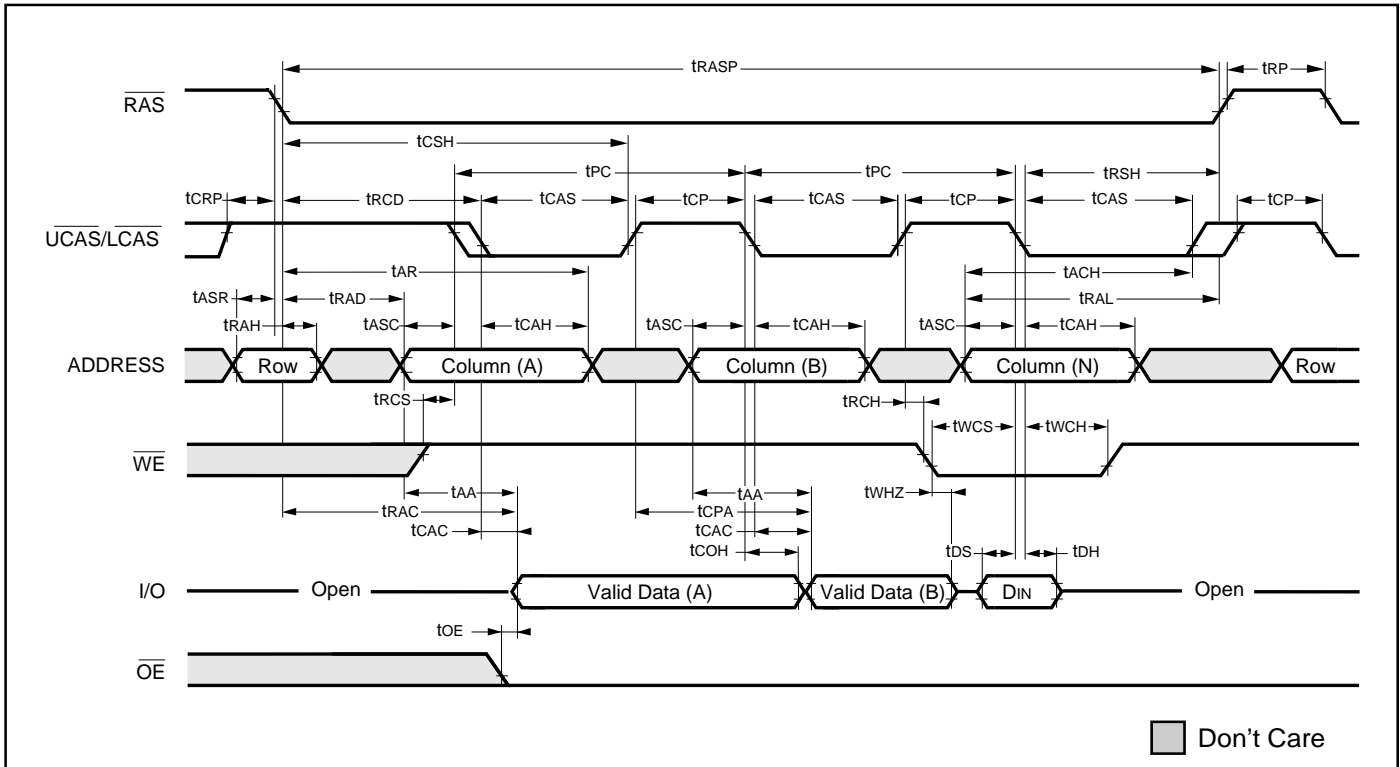 tRASP
tRP
RAS
tCSH
tPC
tPC
tRSH
tCRP
tRCD
tCAS
tCP
tCAS
tCP
tCAS
tCP
UCAS/LCAS
tAR
tACH
tASR
tRAD
tRAL
tRAH
tASC
tCAH
tASC
tCAH
tASC
tCAH
ADDRESS
Row
Column (A)
Column (B)
Column (N)
Row
tRCS
tRCH
tWCS
tWCH
WE
tAA
tAA
tWHZ
tRAC
tCPA
tCAC
tCAC
tCOH
tDS
tDH
I/O
Open
Valid Data (A)
Valid Data (B)
DIN
Open
tOE
OE
Don't Care